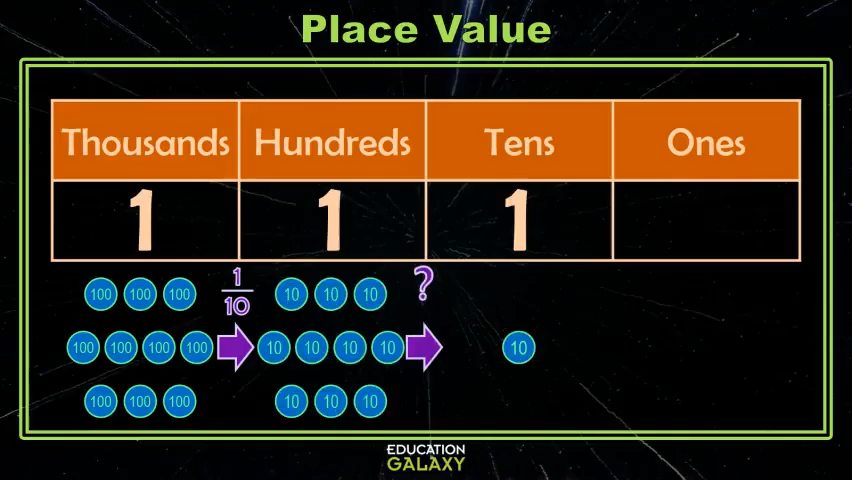 Place Value
Thousands Hundreds Tens Ones
1 1 1
1
10
?
100 100 100 10 10 10
100 100 100 100 10 10 10 10 10
100 100 100 10 10 10
EDUCATION
GALAXY